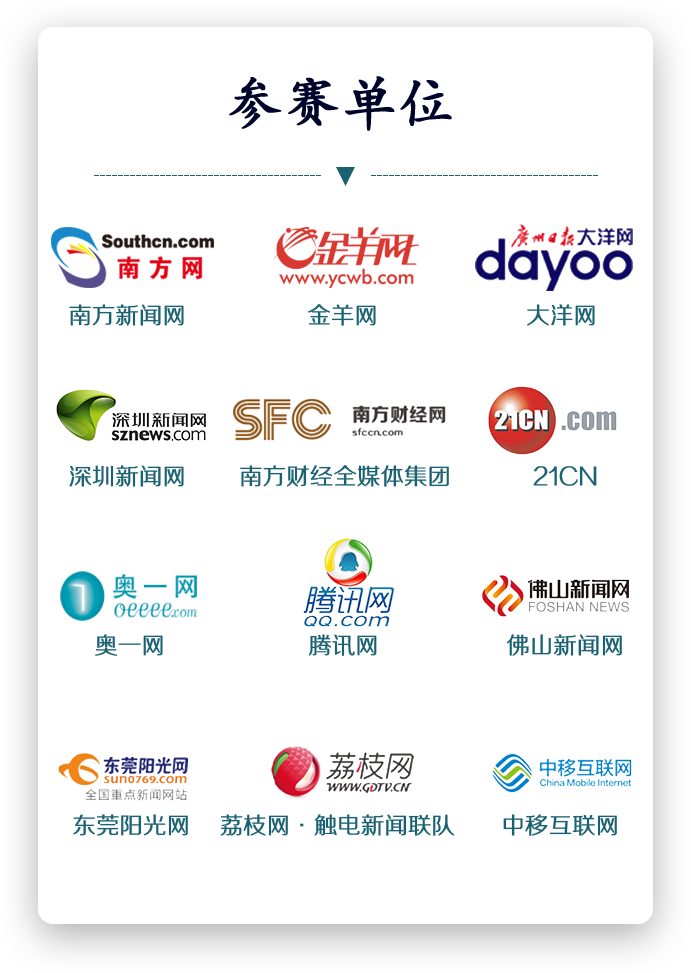 参赛单位
Southcn.com
南方网
南方新闻网
金羊网
www.ycwb.com
金羊网
廣州日报大洋网
dayoo
大洋网
深圳新闻网
sznews.com
深圳新闻网
SFC 南方财经网
sfccn.com
南方财经全媒体集团
21CN.com
21CN
奥一网
oeeee.com
奥一网
腾讯网
QQ.com
腾讯网
佛山新闻网
FOSHAN NEWS
佛山新闻网
东莞阳光网
sun0769.com
全国重点新闻网站
东莞阳光网
荔枝网
WWW.GDTV.CN
荔枝网·触电新闻联队
中移互联网
China Mobile Internet
中移互联网